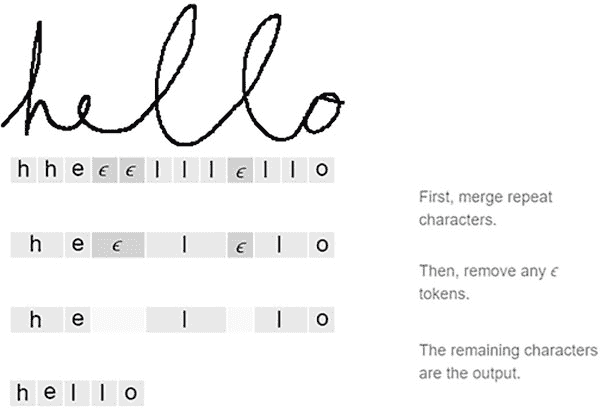 hello
h h e ϵ ϵ l l l ϵ l l o
h e ϵ l ϵ l o
First, merge repeat
characters.
h e l l o
Then, remove any ϵ
tokens.
h e l l o
The remaining characters
are the output.